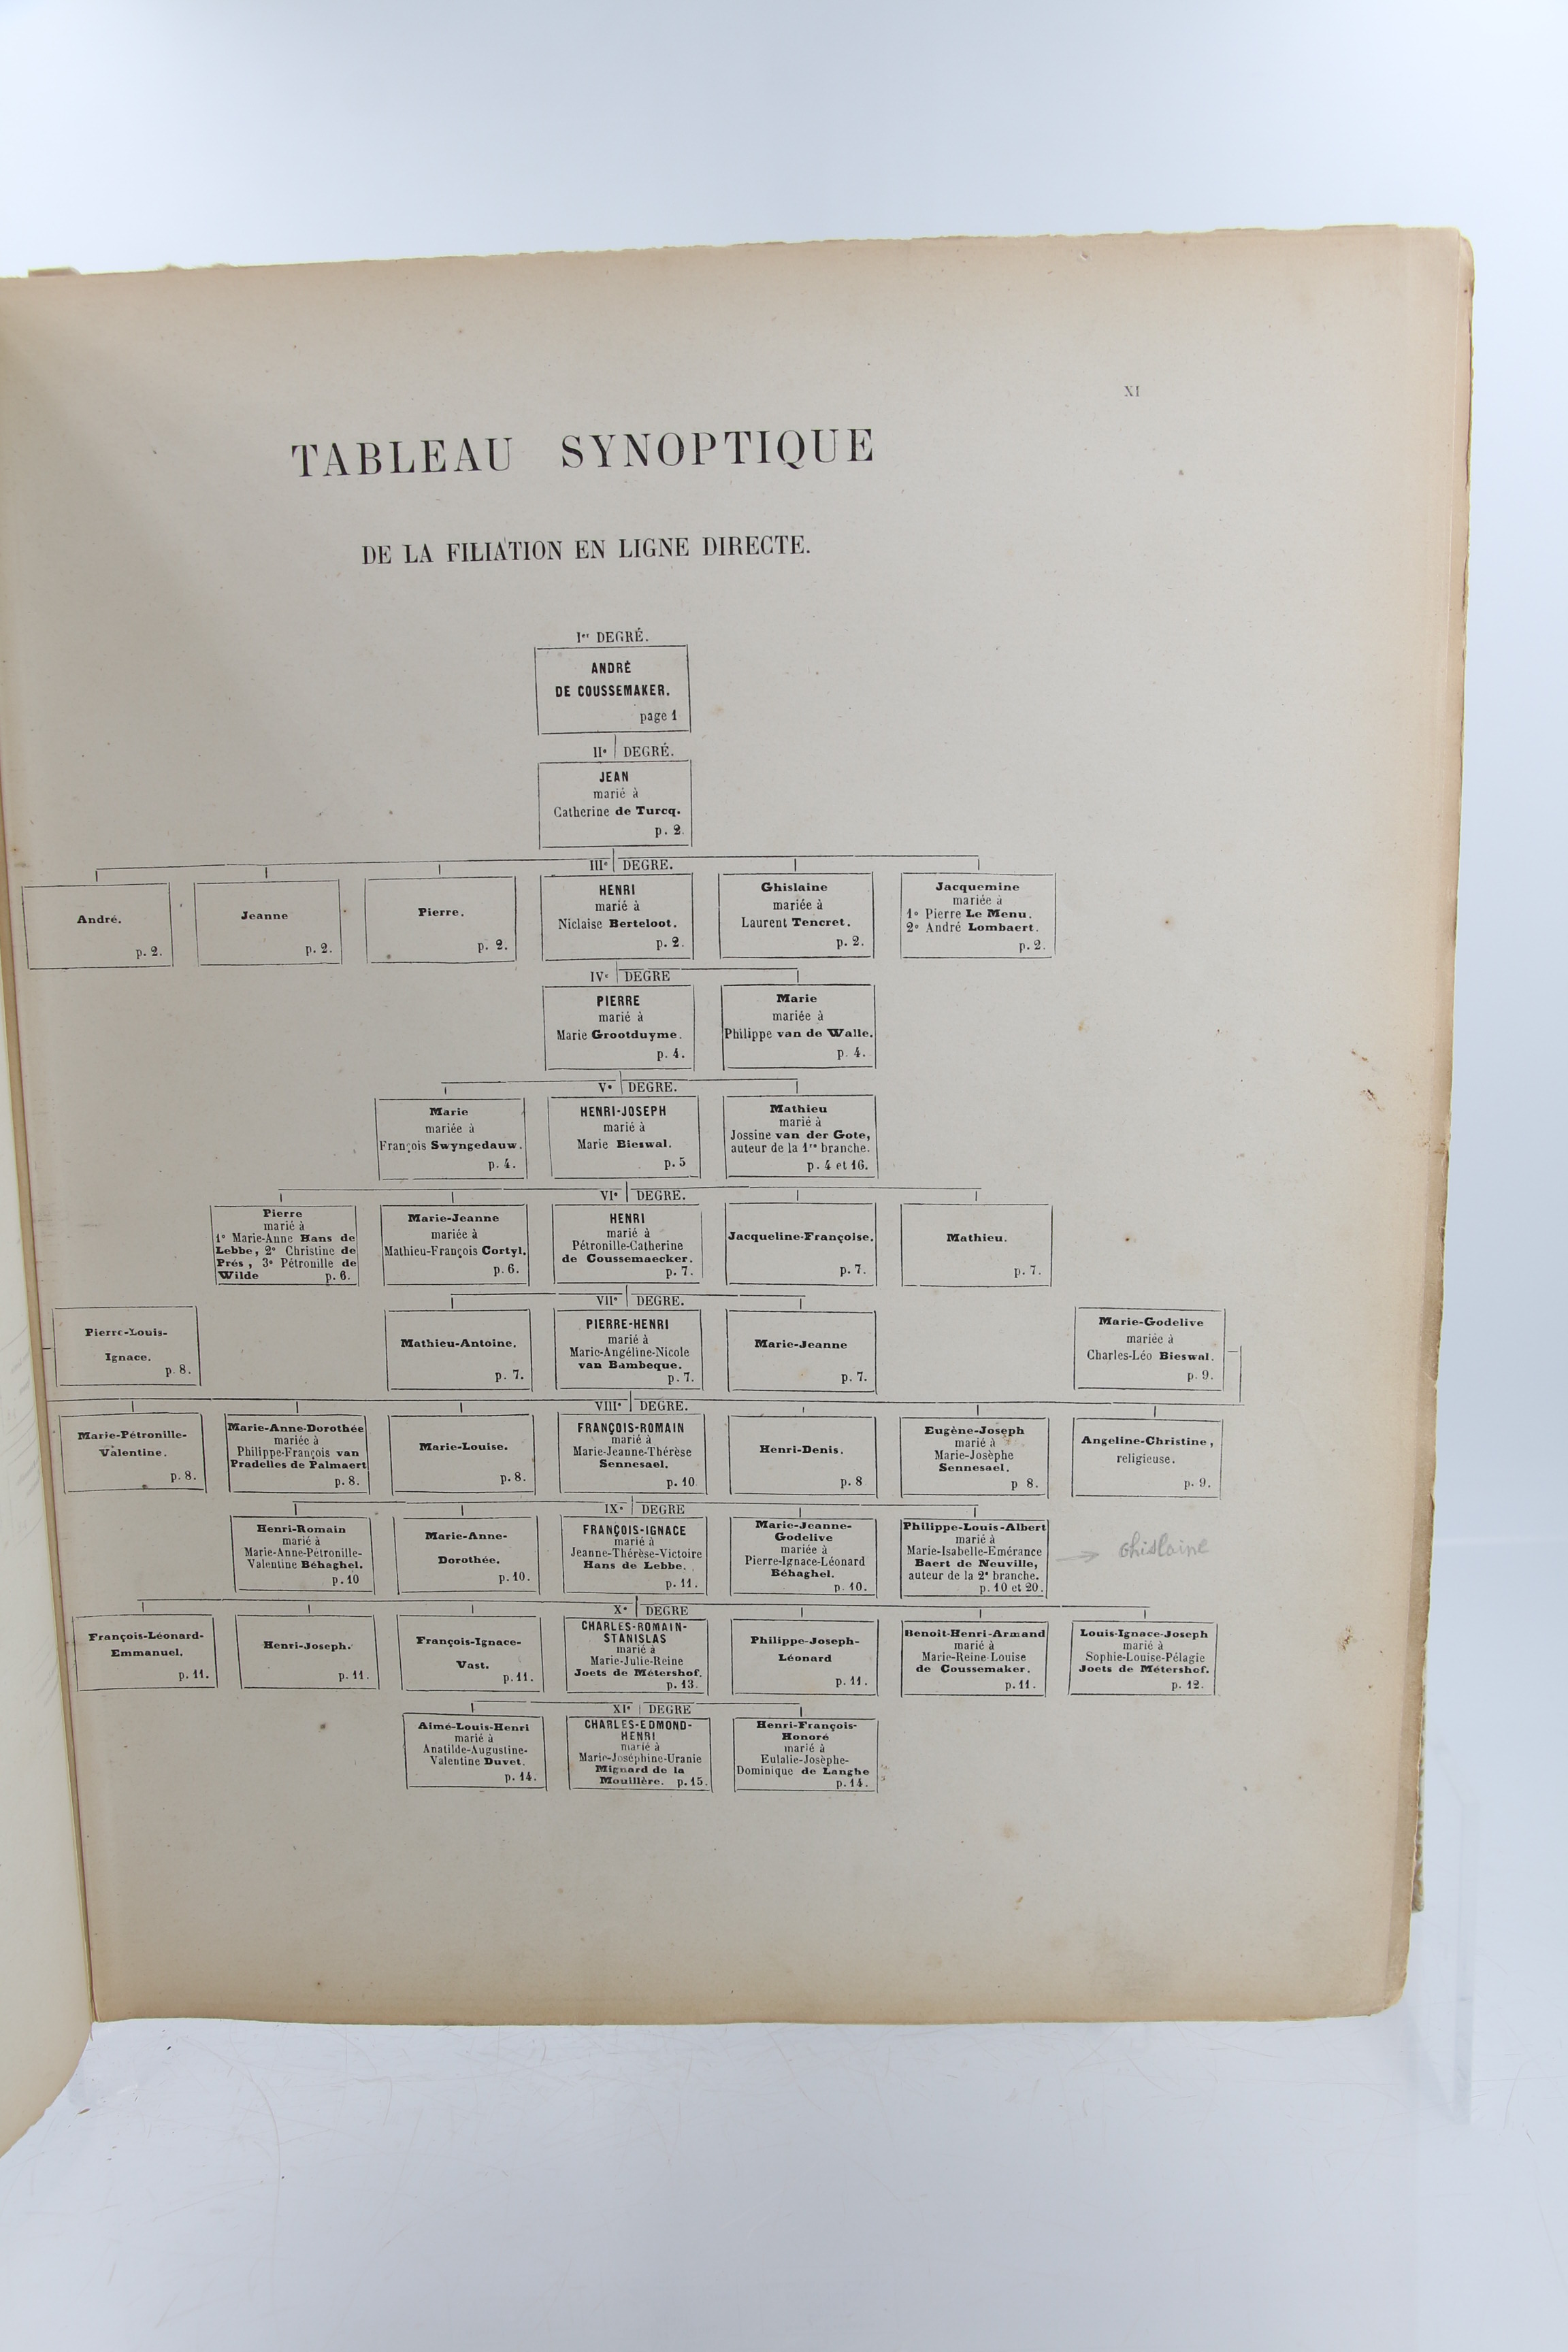 XI
TABLEAU SYNOPTIQUE
DE LA FILIATION EN LIGNE DIRECTE.
Ier DEGRÉ.
ANDRÉ
DE COUSSEMAKER.
page 1
IIe DEGRÉ.
JEAN
marié à
Catherine de Turcq.
p. 2.
IIIe DEGRE.
André.
p. 2.
Jeanne
p. 2.
Pierre.
p. 2.
HENRI
marié à
Niclaise Berteloot.
p. 2.
Ghislaine
mariée à
Laurent Tencret.
p. 2.
Jacquemine
mariée à
1º Pierre Le Menu.
2º André Lombaert.
p. 2.
IVe DEGRE
PIERRE
marié à
Marie Grootduyme.
p. 4.
Marie
mariée à
Philippe van de Walle.
p. 4.
Ve DEGRE.
Marie
mariée à
François Swyngedauw.
p. 4.
HENRI-JOSEPH
marié à
Marie Bieswal.
p. 5
Mathieu
marié à
Jossine van der Gote,
auteur de la 1re branche.
p. 4 et 16.
VIe DEGRE.
Pierre
marié à
1º Marie-Anne Hans de
Lebbe, 2º Christine de
Prés, 3º Pétronille de
Wilde p. 6.
Marie-Jeanne
mariée à
Mathieu-François Cortyl.
p. 6.
HENRI
marié à
Pétronille-Catherine
de Coussemaecker.
p. 7.
Jacqueline-Françoise.
p. 7.
Mathieu.
p. 7.
VIIe DEGRE.
Pierre-Louis-
Ignace.
p. 8.
Mathieu-Antoine.
p. 7.
PIERRE-HENRI
marié à
Marie-Angéline-Nicole
van Bambeque.
p. 7.
Marie-Jeanne
p. 7.
Marie-Godelive
mariée à
Charles-Léo Bieswal.
p. 9.
VIIIe DEGRE.
Marie-Pétronille-
Valentine.
p. 8.
Marie-Anne-Dorothée
mariée à
Philippe-François van
Pradelles de Palmaert
p. 8.
Marie-Louise.
p. 8.
FRANÇOIS-ROMAIN
marié à
Marie-Jeanne-Thérèse
Sennesael.
p. 10
Henri-Denis.
p. 8
Eugène-Joseph
marié à
Marie-Josèphe
Sennesael.
p 8.
Angeline-Christine,
religieuse.
p. 9.
IXe DEGRE
Henri-Romain
marié à
Marie-Anne-Pétronille-
Valentine Béhaghel.
p. 10
Marie-Anne-
Dorothée.
p. 10.
FRANÇOIS-IGNACE
marié à
Jeanne-Thérèse-Victoire
Hans de Lebbe.
p. 11.
Marie-Jeanne-
Godelive
mariée à
Pierre-Ignace-Léonard
Béhaghel.
p. 10.
Philippe-Louis-Albert
marié à
Marie-Isabelle-Emérance
Baert de Neuville,
auteur de la 2e branche.
p. 10 et 20.
→ Ghislaine
Xe DEGRE
François-Léonard-
Emmanuel.
p. 11.
Henri-Joseph.
p. 11.
François-Ignace-
Vast.
p. 11.
CHARLES-ROMAIN-
STANISLAS
marié à
Marie-Julie-Reine
Joets de Métershof.
p. 13.
Philippe-Joseph-
Léonard
p. 11.
Benoit-Henri-Armand
marié à
Marie-Reine-Louise
de Coussemaker.
p. 11.
Louis-Ignace-Joseph
marié à
Sophie-Louise-Pélagie
Joets de Métershof.
p. 12.
XIe DEGRE
Aimé-Louis-Henri
marié à
Anatilde-Augustine-
Valentine Duvet.
p. 14.
CHARLES-EDMOND-
HENRI
marié à
Marie-Joséphine-Uranie
Mignard de la
Mouillère. p. 15.
Henri-François-
Honoré
marié à
Eulalie-Josèphe-
Dominique de Langhe
p. 14.